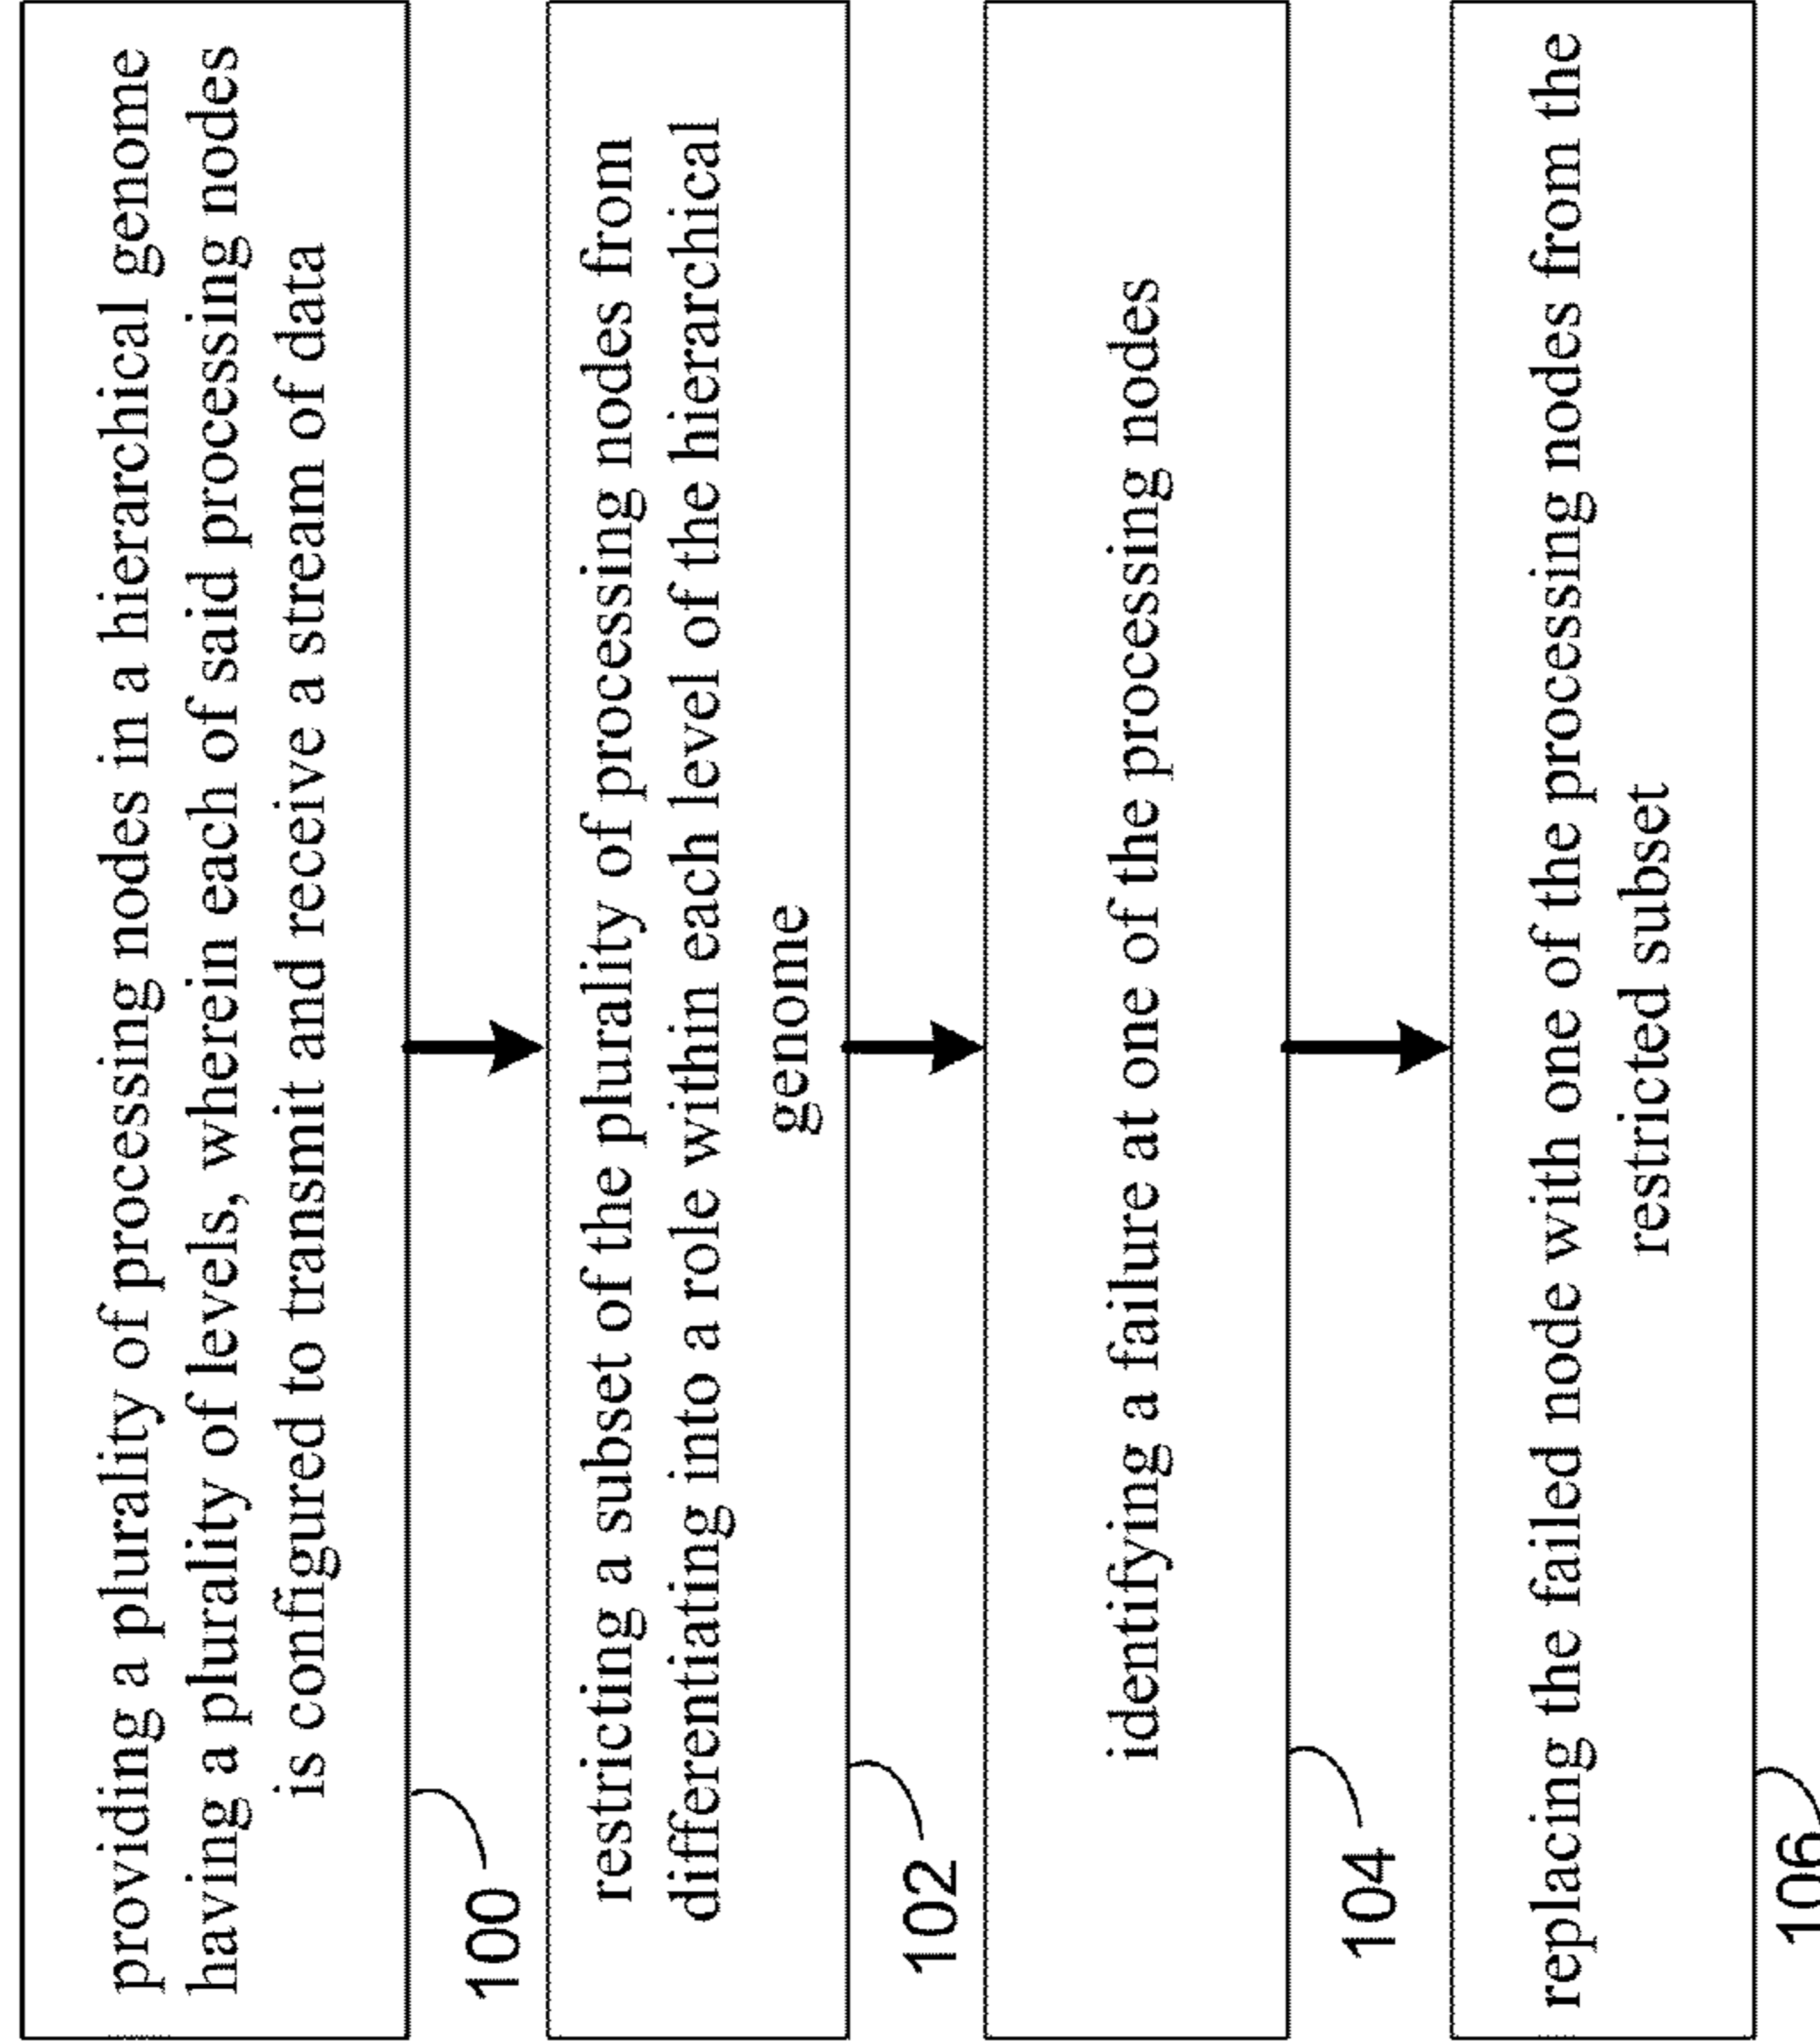 providing a plurality of processing nodes in a hierarchical genome
having a plurality of levels, wherein each of said processing nodes
is configured to transmit and receive a stream of data
100
restricting a subset of the plurality of processing nodes from
differentiating into a role within each level of the hierarchical
genome
102
identifying a failure at one of the processing nodes
104
replacing the failed node with one of the processing nodes from the
restricted subset
106